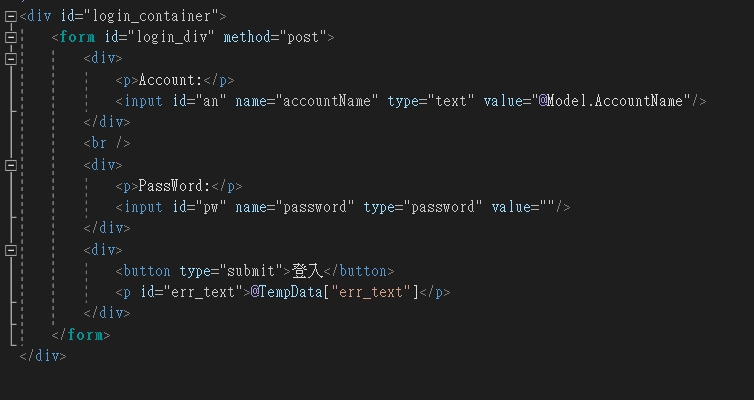 <div id="login_container">
<form id="login_div" method="post">
<div>
<p>Account:</p>
<input id="an" name="accountName" type="text" value="@Model.AccountName"/>
</div>
<br />
<div>
<p>PassWord:</p>
<input id="pw" name="password" type="password" value=""/>
</div>
<div>
<button type="submit">登入</button>
<p id="err_text">@TempData["err_text"]</p>
</div>
</form>
</div>